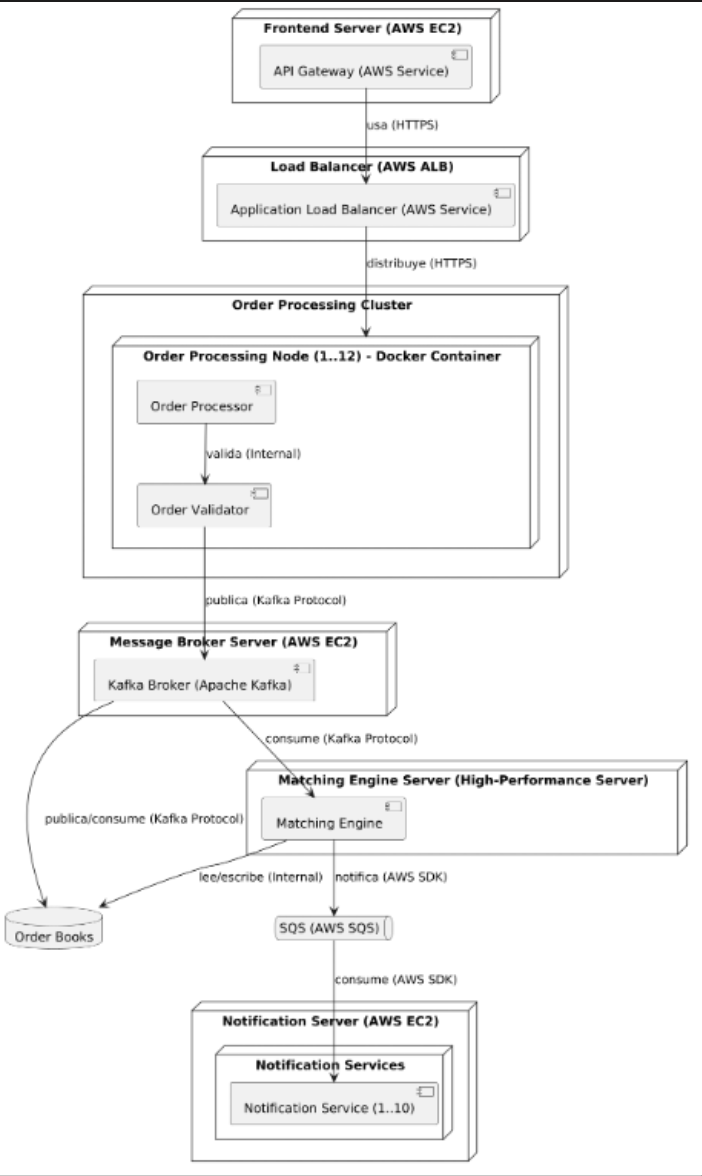 Frontend Server (AWS EC2)
API Gateway (AWS Service)
usa (HTTPS)
Load Balancer (AWS ALB)
Application Load Balancer (AWS Service)
distribuye (HTTPS)
Order Processing Cluster
Order Processing Node (1..12) - Docker Container
Order Processor
valida (Internal)
Order Validator
publica (Kafka Protocol)
Message Broker Server (AWS EC2)
Kafka Broker (Apache Kafka)
consume (Kafka Protocol)
Matching Engine Server (High-Performance Server)
Matching Engine
publica/consume (Kafka Protocol)
lee/escribe (Internal)
notifica (AWS SDK)
Order Books
SQS (AWS SQS)
consume (AWS SDK)
Notification Server (AWS EC2)
Notification Services
Notification Service (1..10)